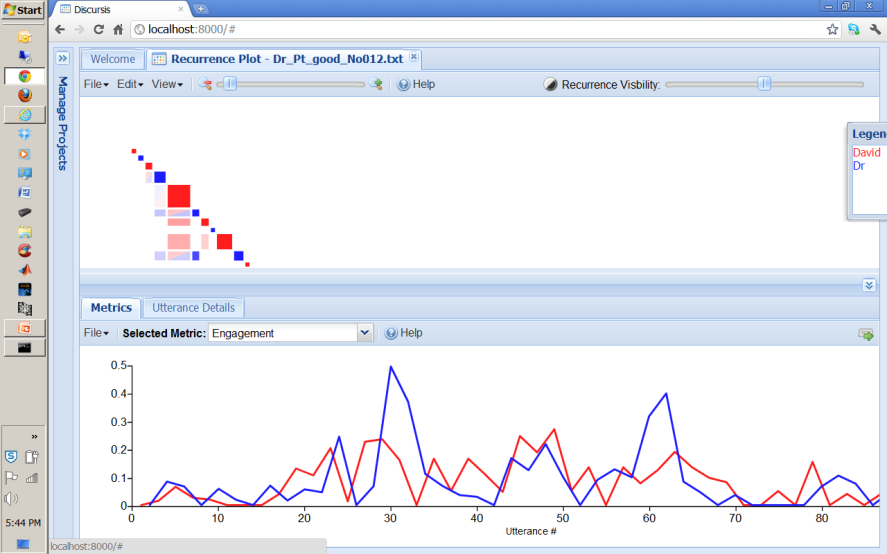 Start
Discursis
localhost:8000/#
Welcome
Recurrence Plot - Dr_Pt_good_No012.txt
File Edit View Help Recurrence Visbility:
Manage Projects
Legen
David
Dr
Metrics
Utterance Details
File Selected Metric: Engagement Help
0.5
0.4
0.3
0.2
0.1
0
0 10 20 30 40 50 60 70 80
Utterance #
»
5:44 PM
localhost:8000/#